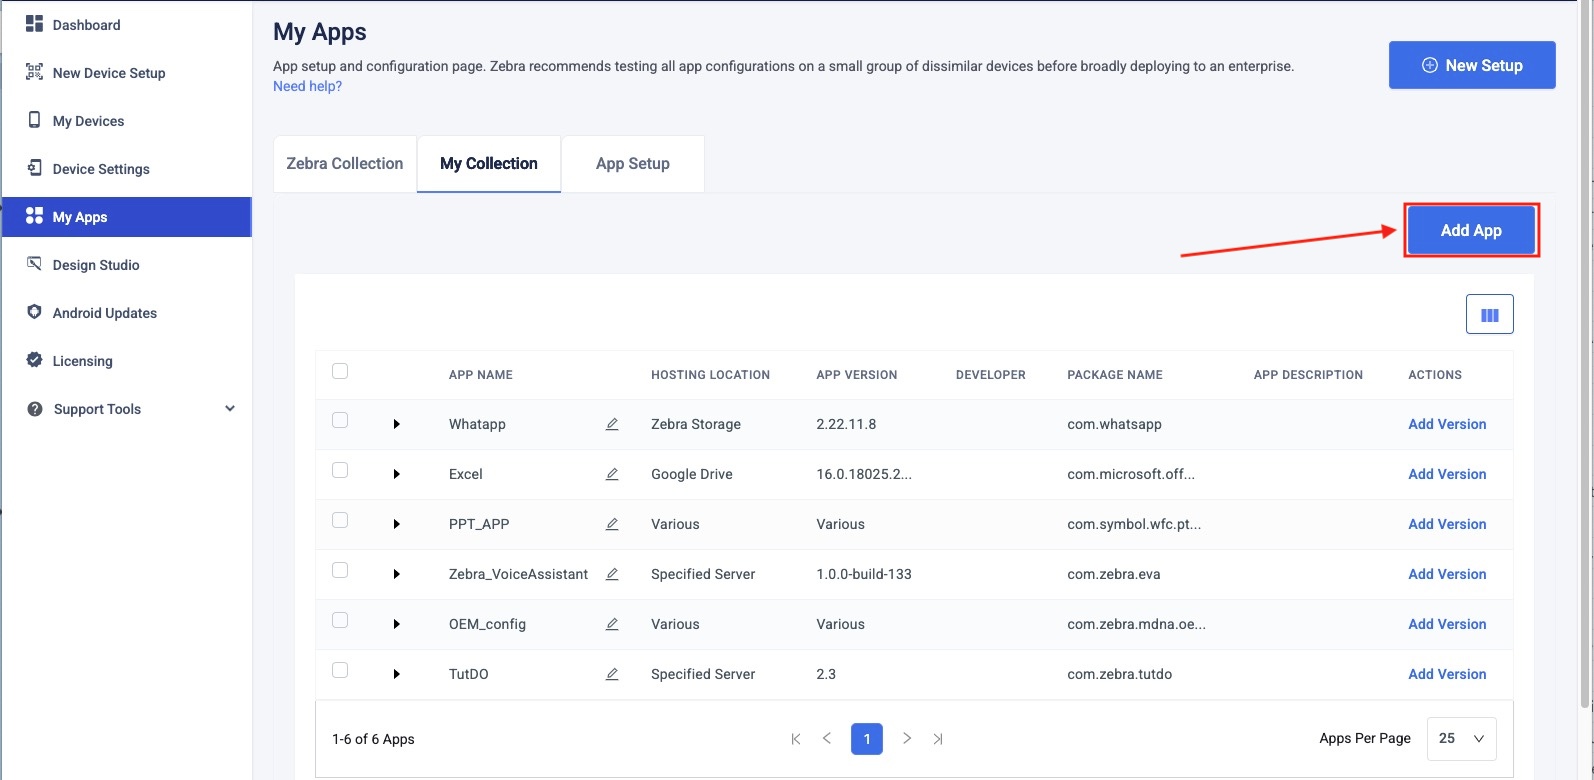 Dashboard
New Device Setup
My Devices
Device Settings
My Apps
Design Studio
Android Updates
Licensing
Support Tools
My Apps
App setup and configuration page. Zebra recommends testing all app configurations on a small group of dissimilar devices before broadly deploying to an enterprise.
Need help?
New Setup
Zebra Collection My Collection App Setup
Add App
APP NAME HOSTING LOCATION APP VERSION DEVELOPER PACKAGE NAME APP DESCRIPTION ACTIONS
Whatapp Zebra Storage 2.22.11.8 com.whatsapp Add Version
Excel Google Drive 16.0.18025.2... com.microsoft.off... Add Version
PPT_APP Various Various com.symbol.wfc.pt... Add Version
Zebra_VoiceAssistant Specified Server 1.0.0-build-133 com.zebra.eva Add Version
OEM_config Various Various com.zebra.mdna.oe... Add Version
TutDO Specified Server 2.3 com.zebra.tutdo Add Version
1-6 of 6 Apps 1 Apps Per Page 25